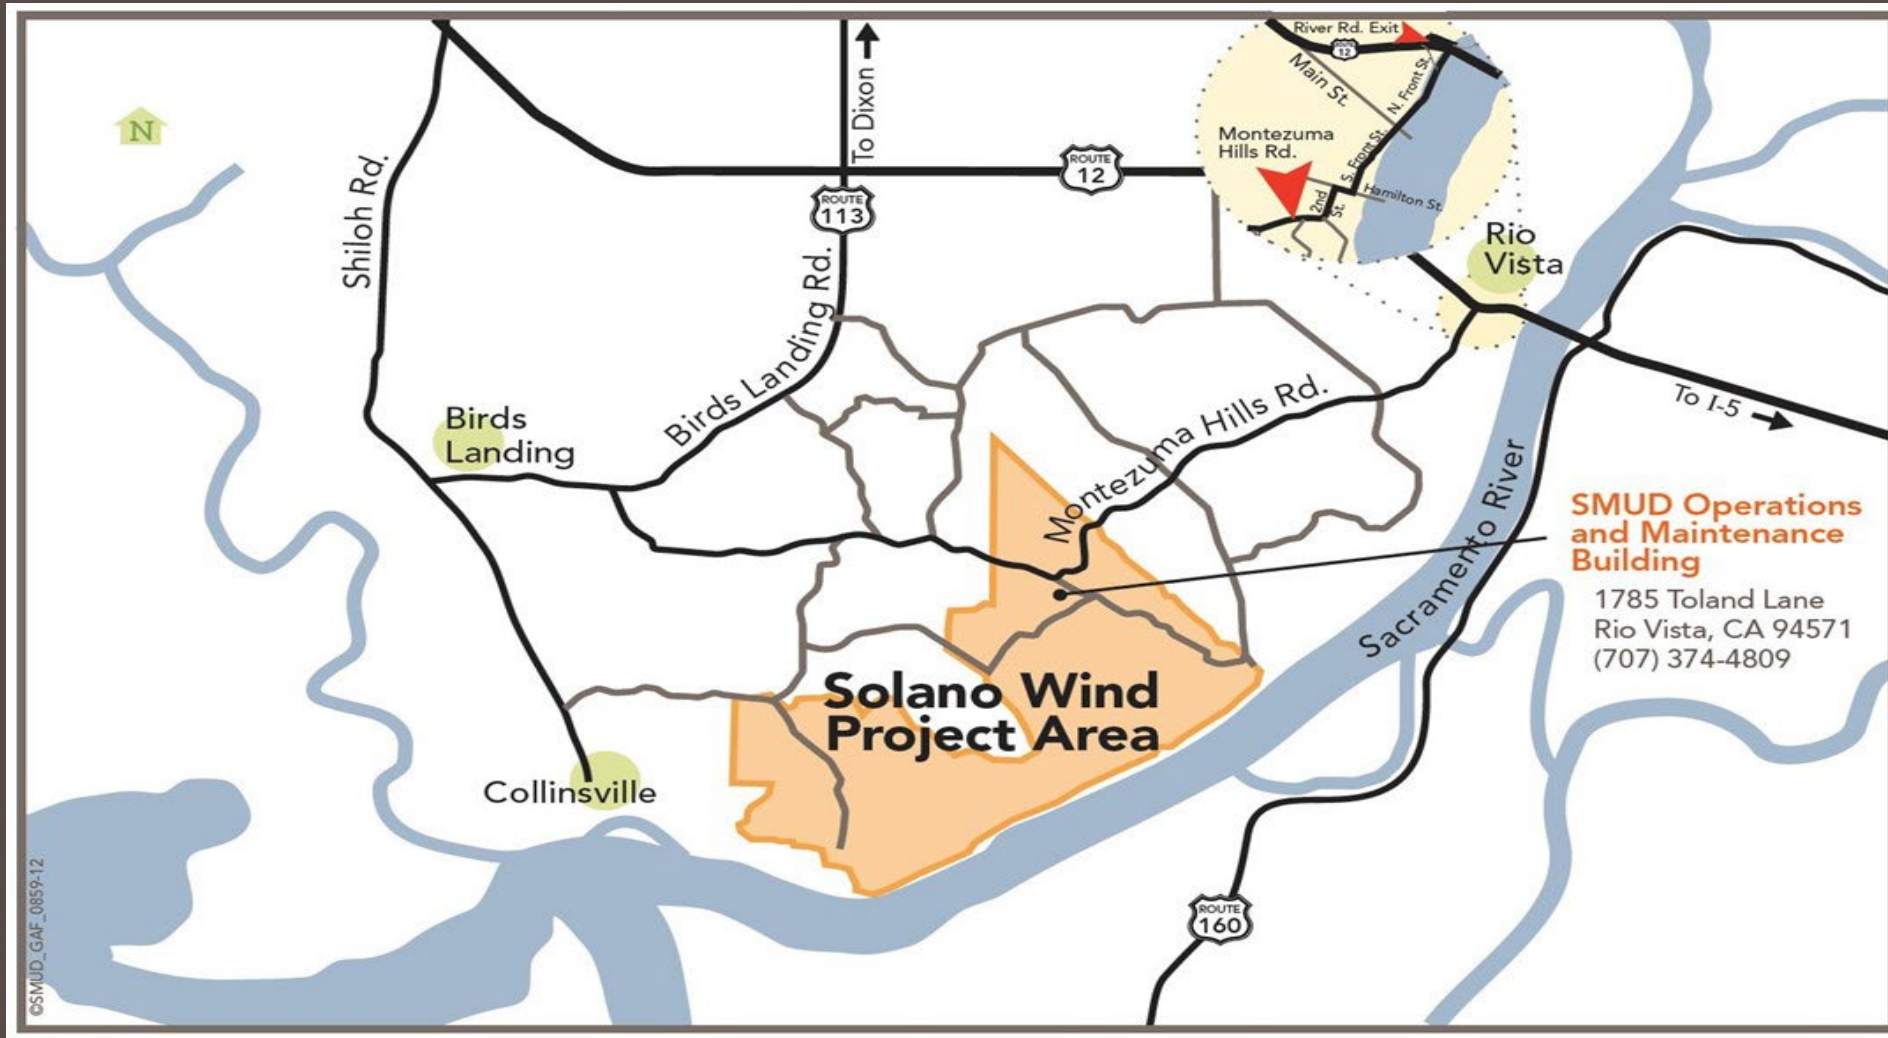 N
Shiloh Rd.
To Dixon
ROUTE
12
ROUTE
113
Birds Landing Rd.
River Rd. Exit
ROUTE
12
Main St.
N. Front St.
Montezuma
Hills Rd.
S. Front St.
Hamilton St.
2nd
St.
Rio
Vista
To I-5
Birds
Landing
Montezuma Hills Rd.
Sacramento River
SMUD Operations
and Maintenance
Building
1785 Toland Lane
Rio Vista, CA 94571
(707) 374-4809
Solano Wind
Project Area
Collinsville
ROUTE
160
©SMUD_GAF_0859-12